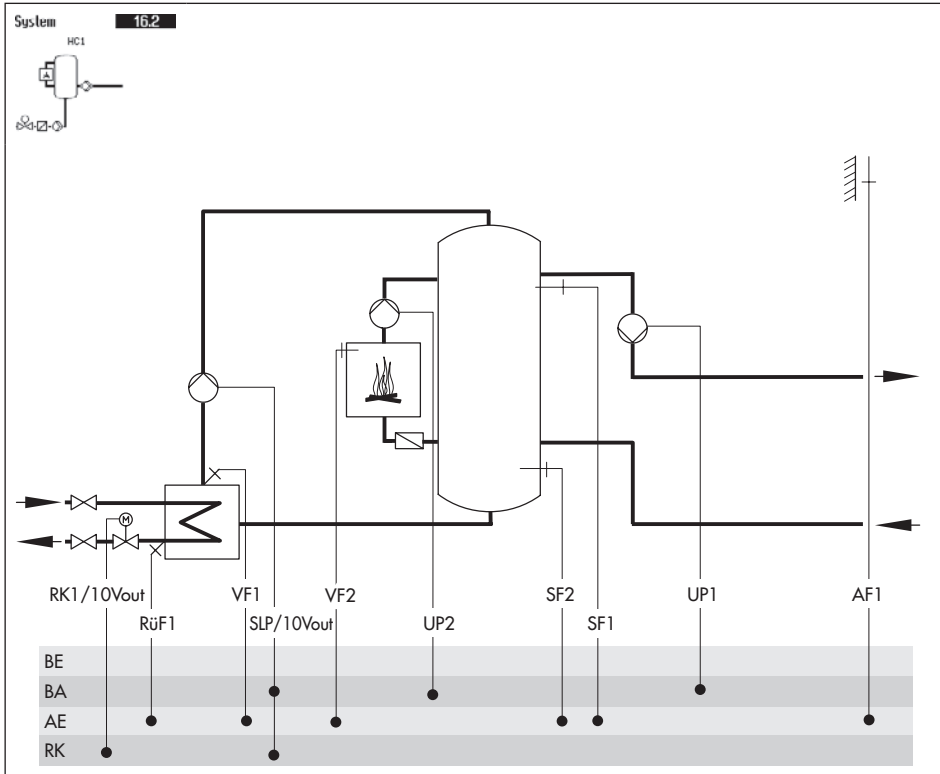 System 16.2
HC1
M
RK1/10Vout VF1 VF2 SF2 UP1 AF1
RüF1 SLP/10Vout UP2 SF1
BE
BA
AE
RK